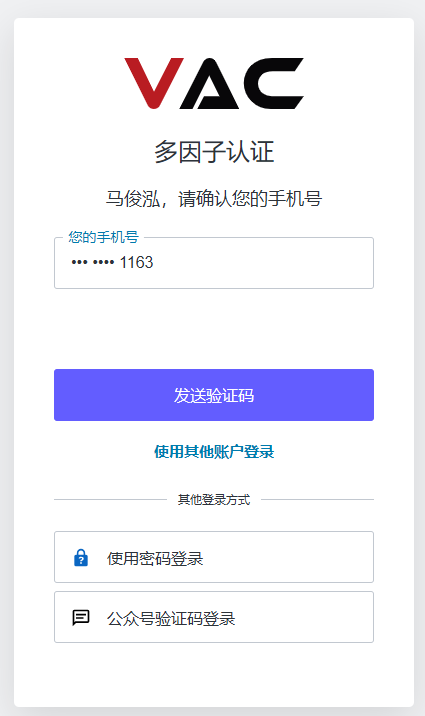 VAC
多因子认证
马俊泓，请确认您的手机号
您的手机号
••• •••• 1163
发送验证码
使用其他账户登录
其他登录方式
使用密码登录
公众号验证码登录